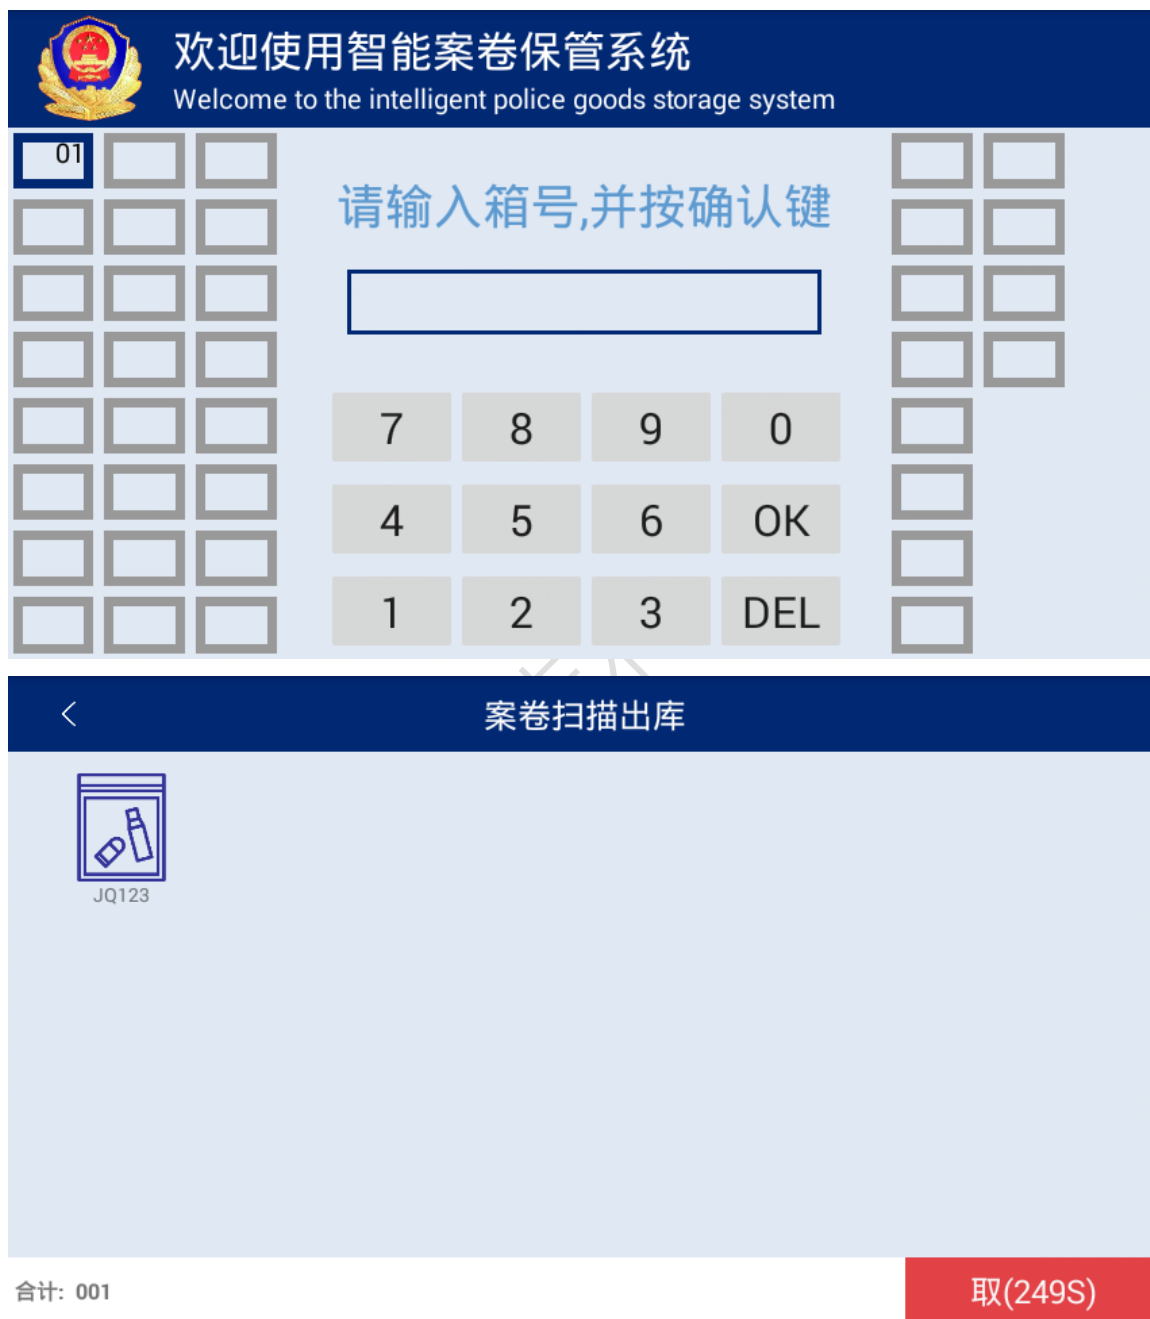 欢迎使用智能案卷保管系统
Welcome to the intelligent police goods storage system
01
请输入箱号,并按确认键
7 8 9 0
4 5 6 OK
1 2 3 DEL
案卷扫描出库
JQ123
合计: 001
取(249S)